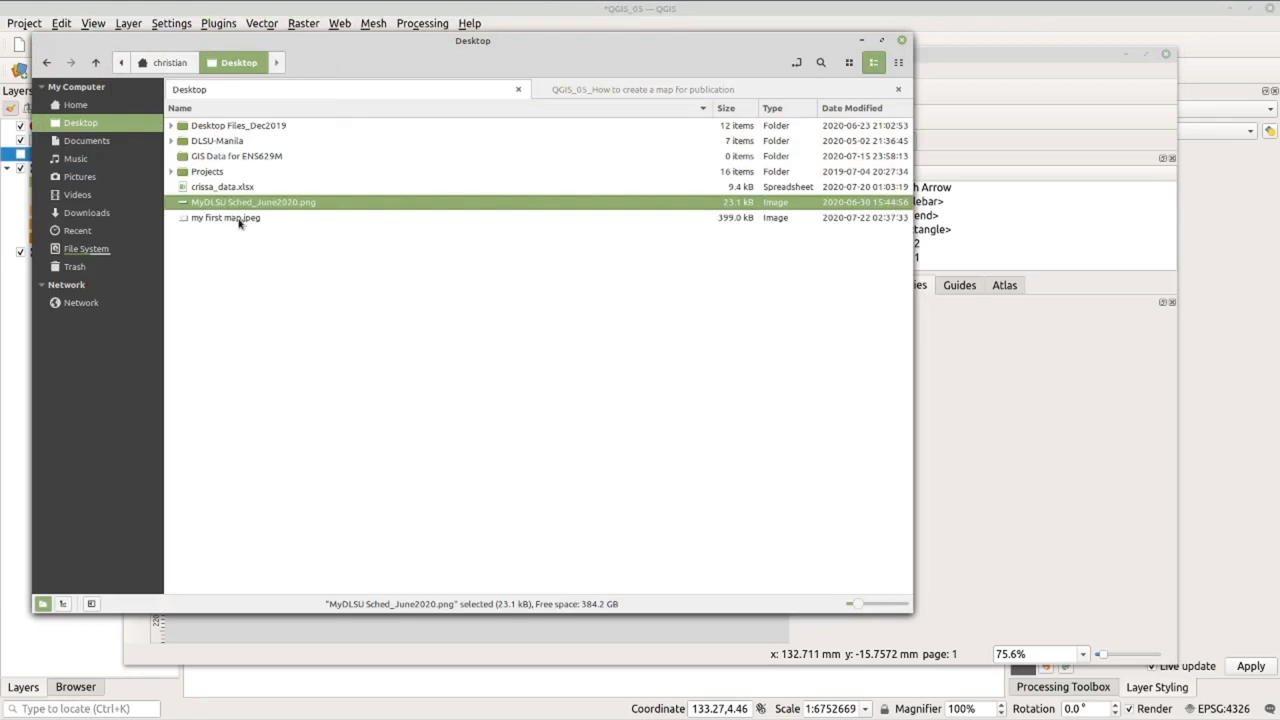 *QGIS_05 — QGIS
Project Edit View Layer Settings Plugins Vector Raster Web Mesh Processing Help
Desktop
christian Desktop
Layers
My Computer
Home
Desktop
Documents
Music
Pictures
Videos
Downloads
Recent
File System
Trash
Network
Network
Desktop QGIS_05_How to create a map for publication
Name Size Type Date Modified
Desktop Files_Dec2019 12 items Folder 2020-06-23 21:02:53
DLSU-Manila 7 items Folder 2020-05-02 21:36:45
GIS Data for ENS629M 0 items Folder 2020-07-15 23:58:13
Projects 16 items Folder 2019-07-04 20:27:34
crissa_data.xlsx 9.4 kB Spreadsheet 2020-07-20 01:03:19
MyDLSU Sched_June2020.png 23.1 kB Image 2020-06-30 15:44:56
my first map.jpeg 399.0 kB Image 2020-07-22 02:37:33
h Arrow
lebar>
end>
tangle>
2
1
ies Guides Atlas
"MyDLSU Sched_June2020.png" selected (23.1 kB), Free space: 384.2 GB
x: 132.711 mm y: -15.7572 mm page: 1 75.6%
Live update Apply
Layers Browser Processing Toolbox Layer Styling
Type to locate (Ctrl+K) Coordinate 133.27,4.46 Scale 1:6752669 Magnifier 100% Rotation 0.0 ° Render EPSG:4326